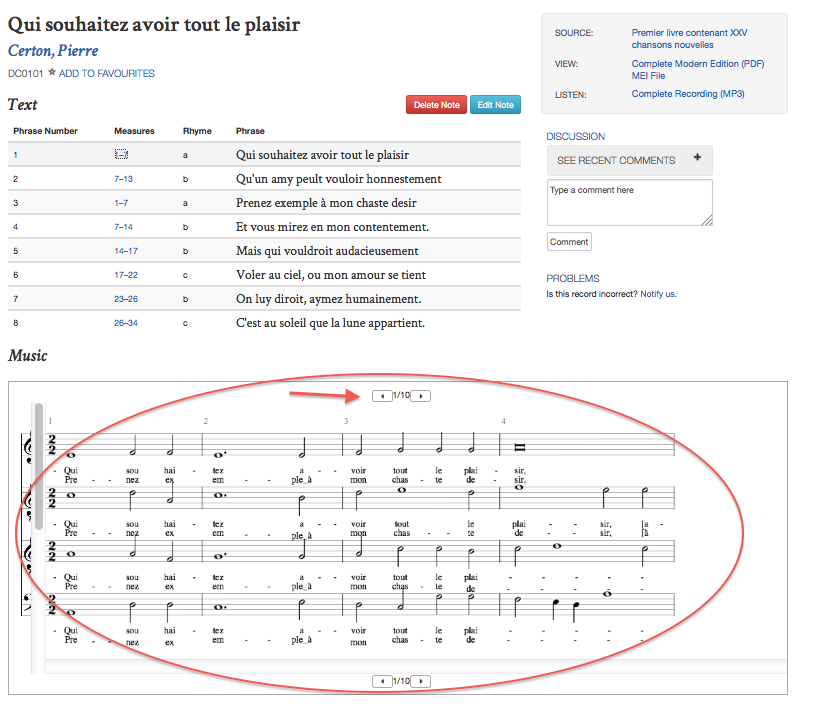 Qui souhaitez avoir tout le plaisir
Certon, Pierre
DC0101 ADD TO FAVOURITES
Text
Delete Note Edit Note
Phrase Number Measures Rhyme Phrase
1 a Qui souhaitez avoir tout le plaisir
2 7–13 b Qu'un amy peult vouloir honnestement
3 1–7 a Prenez exemple à mon chaste desir
4 7–14 b Et vous mirez en mon contentement.
5 14–17 b Mais qui vouldroit audacieusement
6 17–22 c Voler au ciel, ou mon amour se tient
7 23–26 b On luy diroit, aymez humainement.
8 26–34 c C'est au soleil que la lune appartient.
SOURCE: Premier livre contenant XXV
chansons nouvelles
VIEW: Complete Modern Edition (PDF)
MEI File
LISTEN: Complete Recording (MP3)
DISCUSSION
SEE RECENT COMMENTS +
Type a comment here
Comment
PROBLEMS
Is this record incorrect? Notify us.
Music
1/10
1 2 3 4
- Qui sou hai - tez a - - voir tout le plai - sir,
Pre - - nez ex em - - ple_à mon chas - te de - sir,
- Qui sou hai - tez a - - voir tout le plai - - sir, [a -
Pre - - nez ex em - - ple_à mon chas - - te de - - sir, [à
- Qui sou hai - tez a - - voir tout le plai - - - -
Pre - - nez ex em - - ple_à mon chas - te de - - - -
- Qui sou hai - tez a - - voir tout le plai - - - -
Pre - - nez ex em - - ple_à mon chas - te de - - - -
1/10